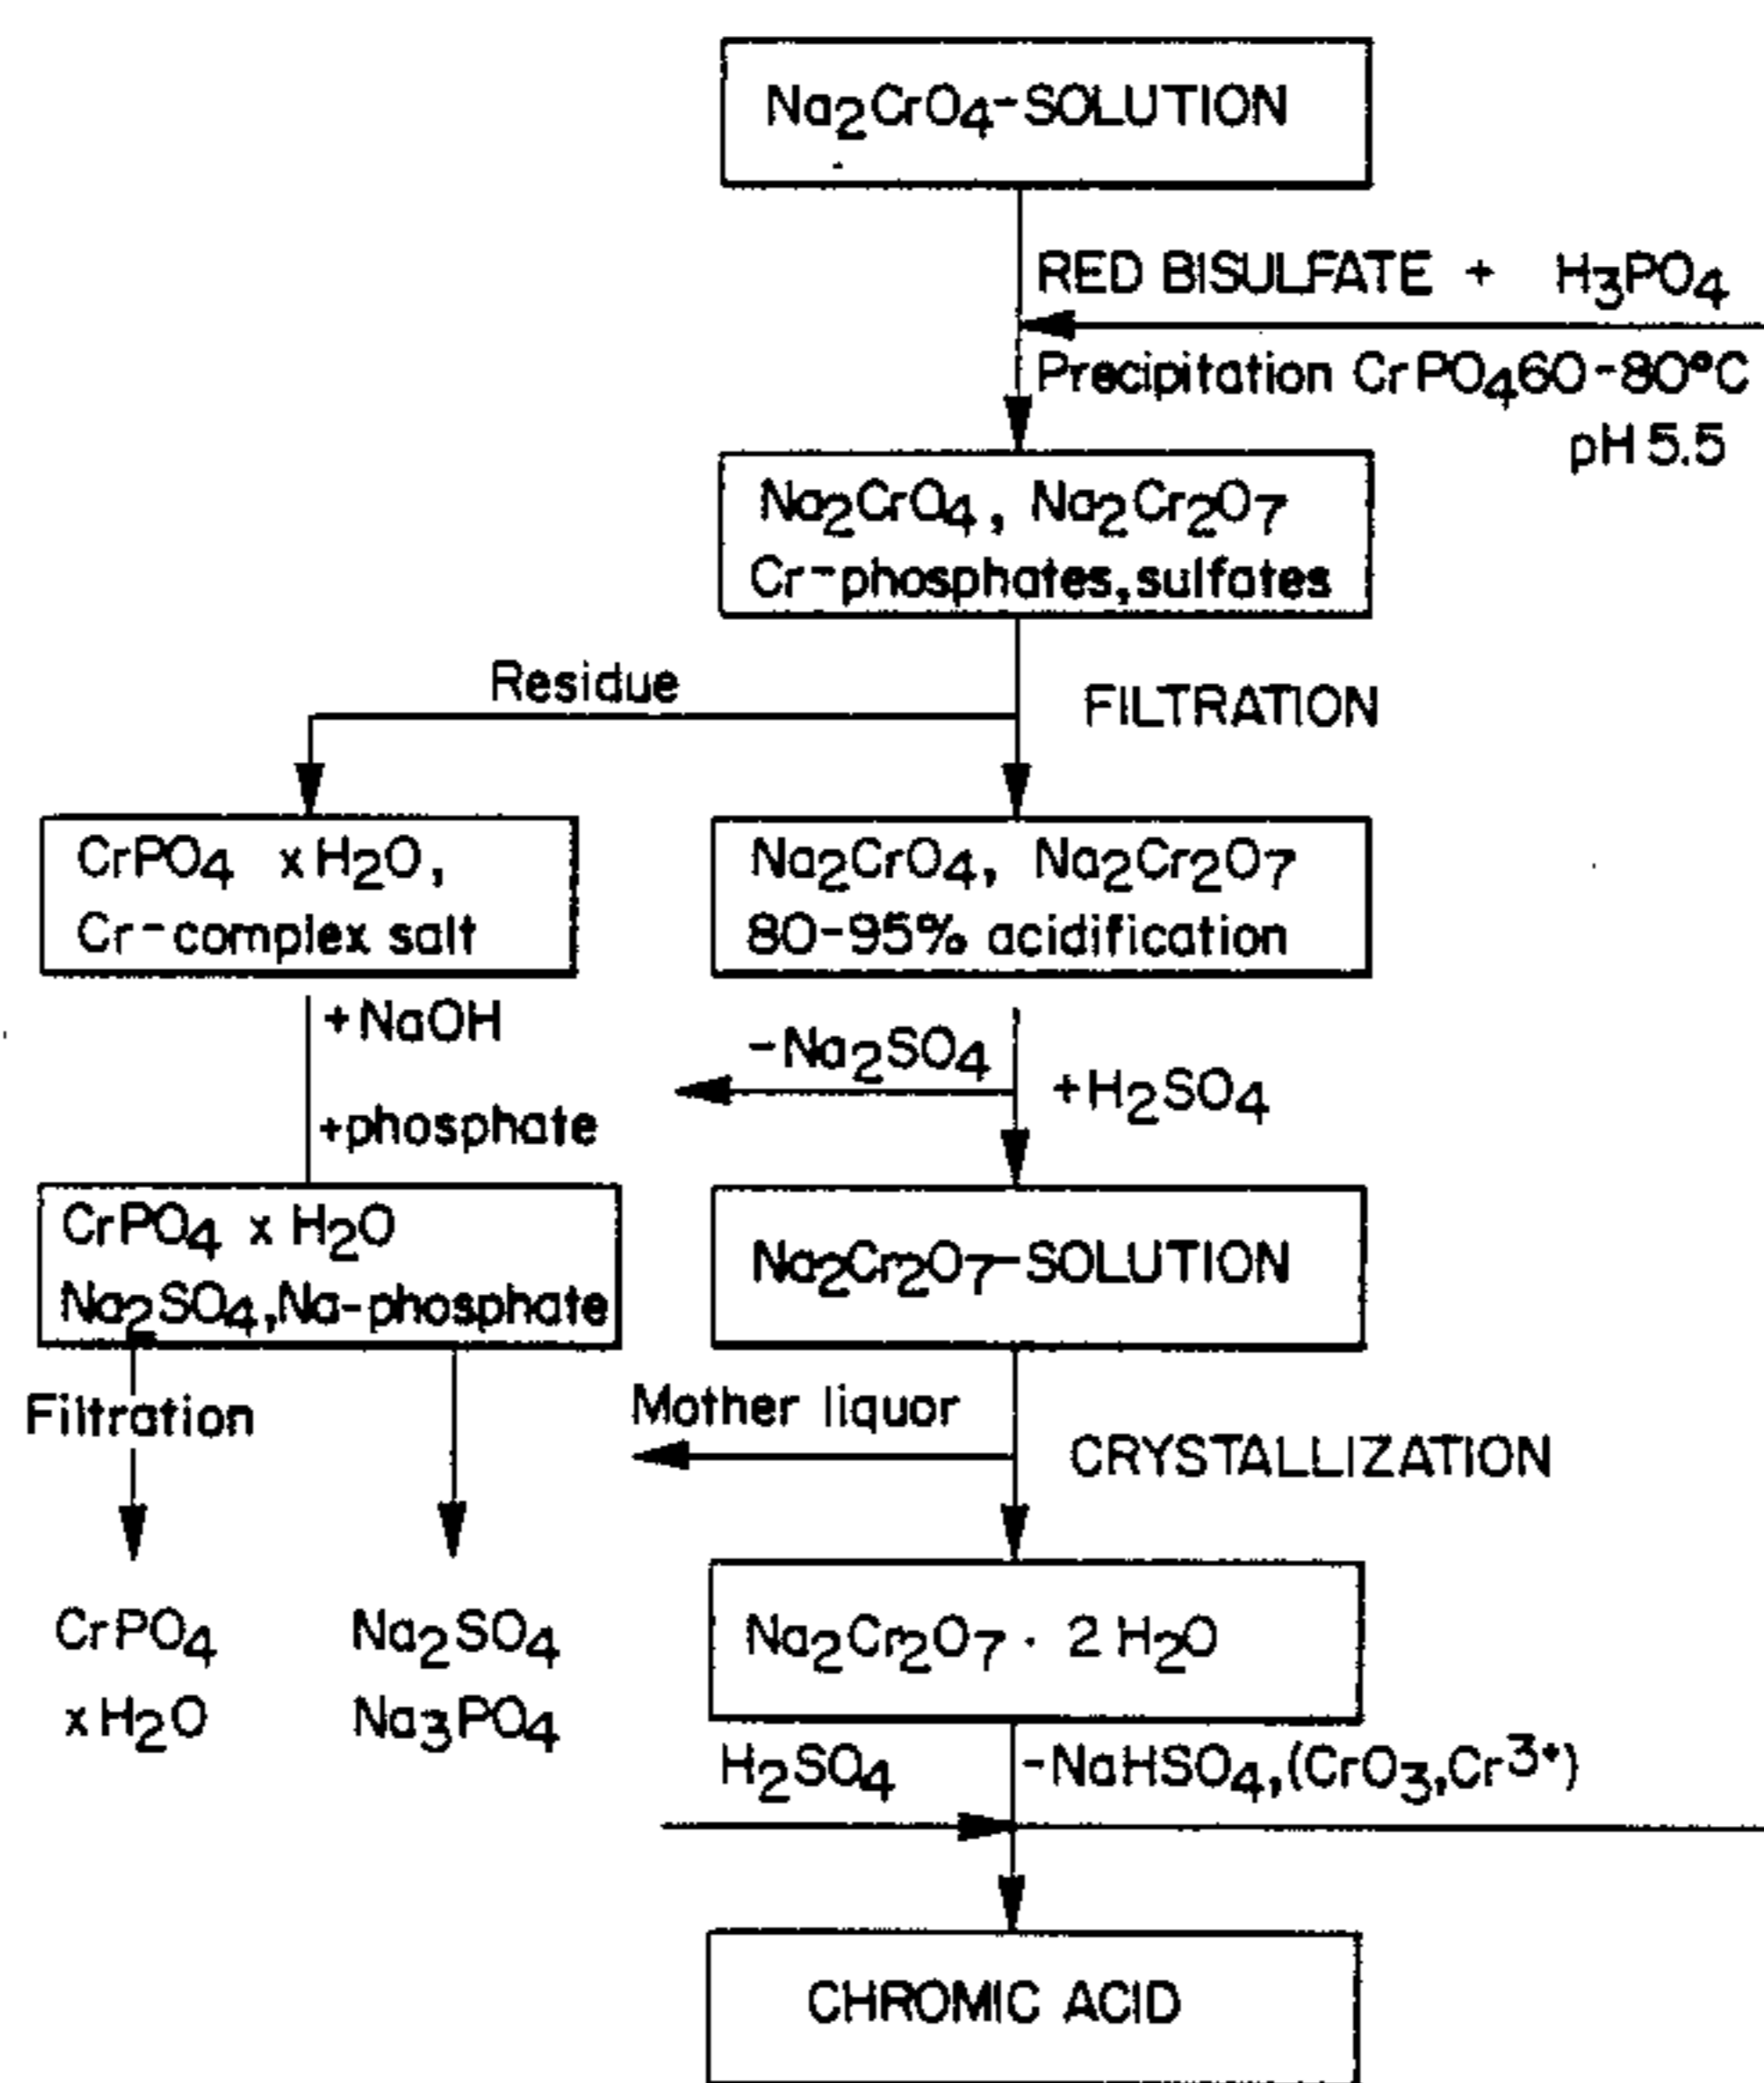 Na2CrO4-SOLUTION
RED BISULFATE + H3PO4
Precipitation CrPO4 60-80°C
pH 5.5
Na2CrO4, Na2Cr2O7
Cr-phosphates, sulfates
Residue
FILTRATION
CrPO4 x H2O,
Cr-complex salt
Na2CrO4, Na2Cr2O7
80-95% acidification
+NaOH
+phosphate
-Na2SO4
+H2SO4
CrPO4 x H2O
Na2SO4, Na-phosphate
Na2Cr2O7-SOLUTION
Filtration
Mother liquor
CRYSTALLIZATION
CrPO4
x H2O
Na2SO4
Na3PO4
Na2Cr2O7 · 2 H2O
H2SO4
-NaHSO4, (CrO3, Cr3+)
CHROMIC ACID